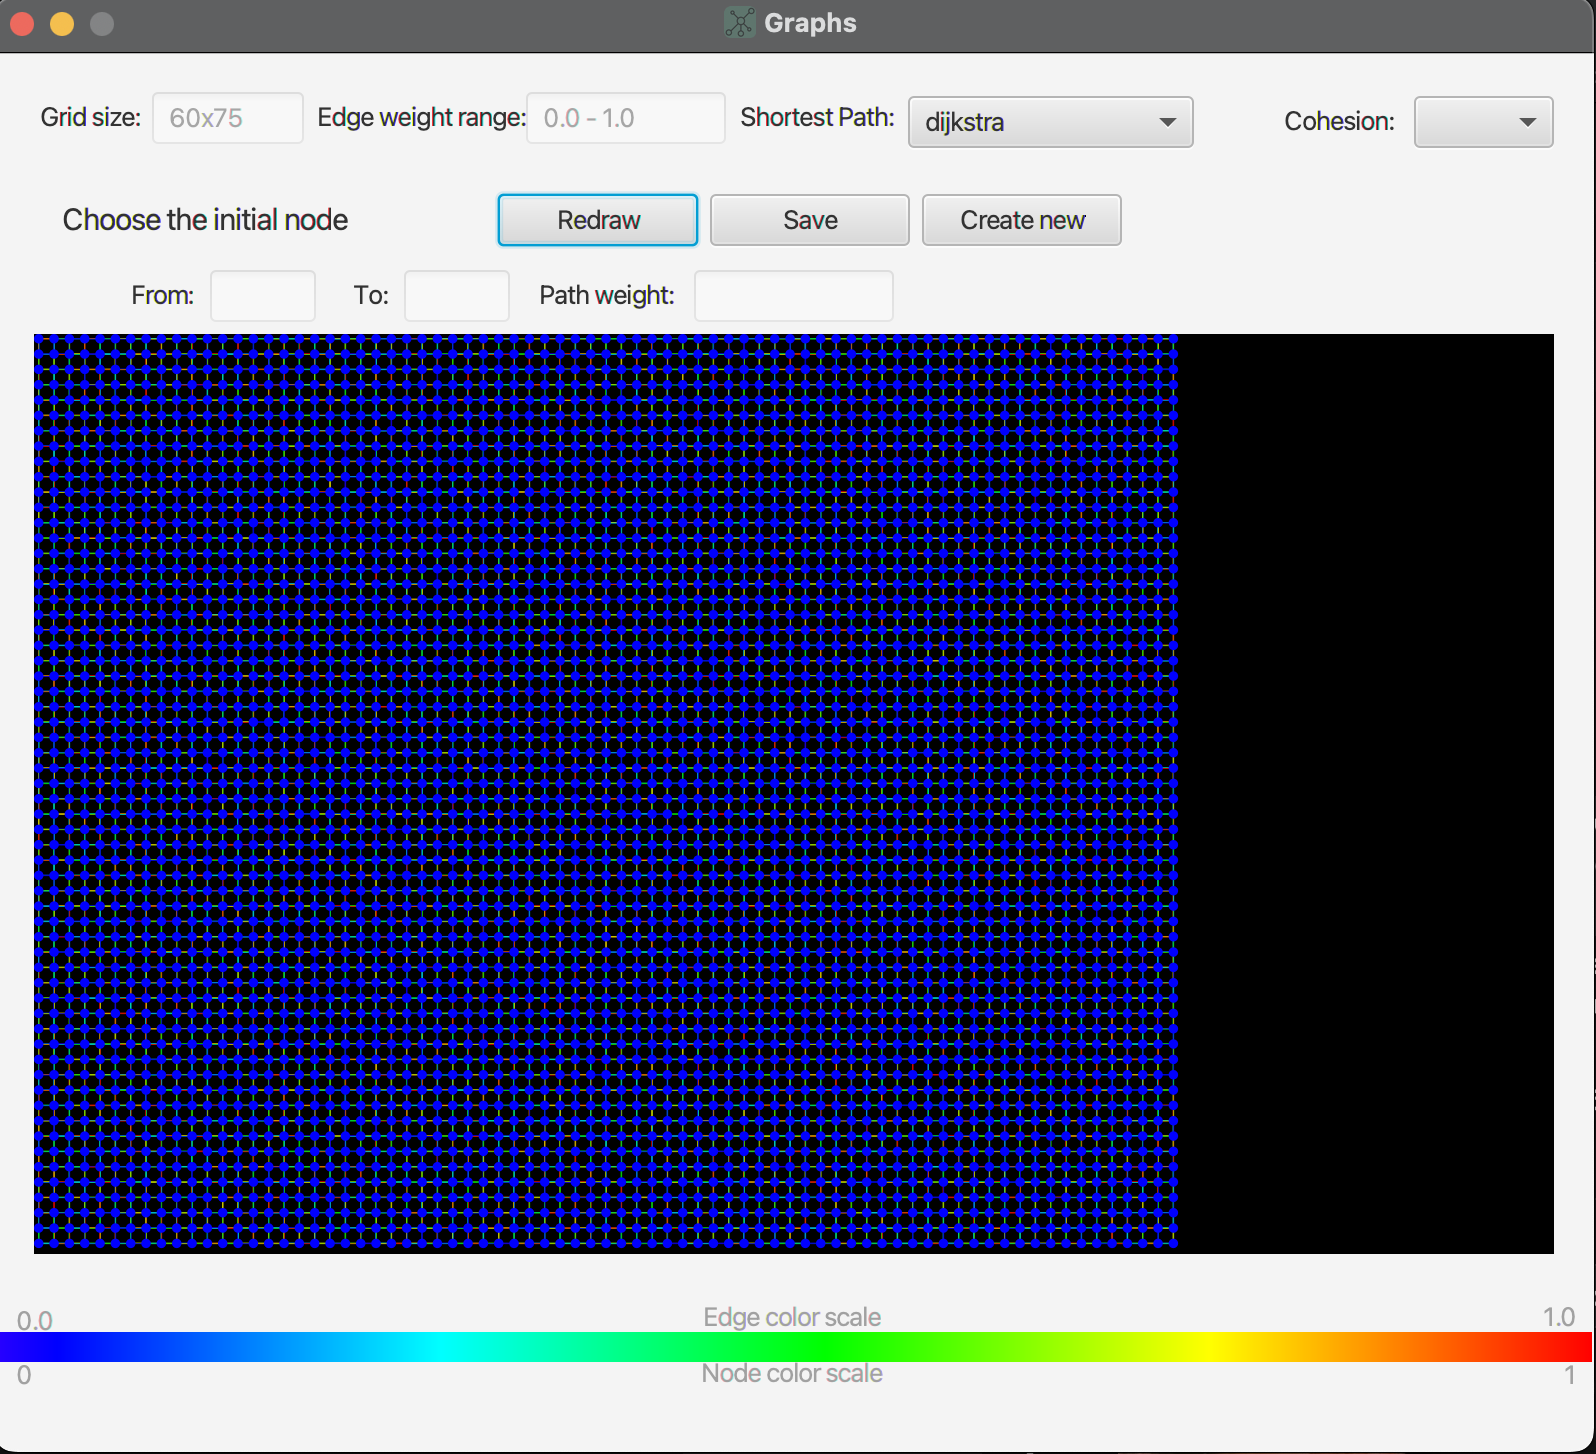 Graphs
Grid size: 60x75 Edge weight range: 0.0 - 1.0 Shortest Path: dijkstra Cohesion:
Choose the initial node Redraw Save Create new
From: To: Path weight:
0.0 Edge color scale 1.0
0 Node color scale 1